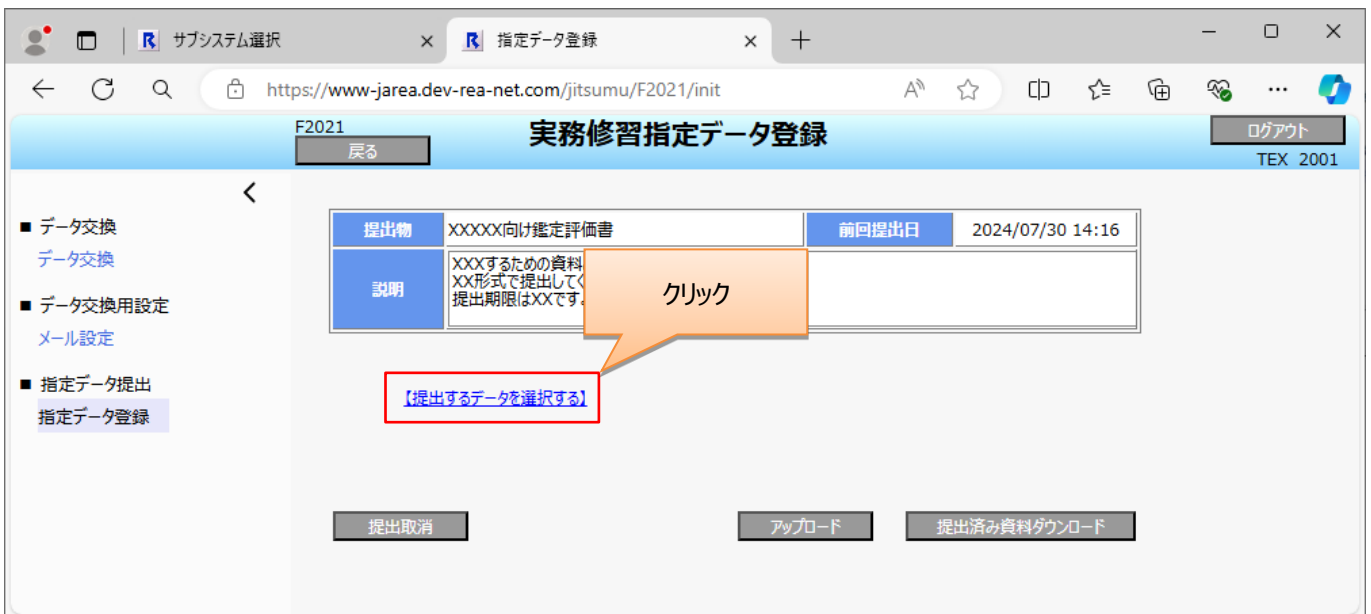 サブシステム選択
指定データ登録
https://www-jarea.dev-rea-net.com/jitsumu/F2021/init
F2021
戻る
実務修習指定データ登録
ログアウト
TEX 2001
■ データ交換
データ交換
■ データ交換用設定
メール設定
■ 指定データ提出
指定データ登録
提出物
XXXXX向け鑑定評価書
前回提出日
2024/07/30 14:16
説明
XXXするための資料
XX形式で提出して
提出期限はXXです。
クリック
【提出するデータを選択する】
提出取消
アップロード
提出済み資料ダウンロード